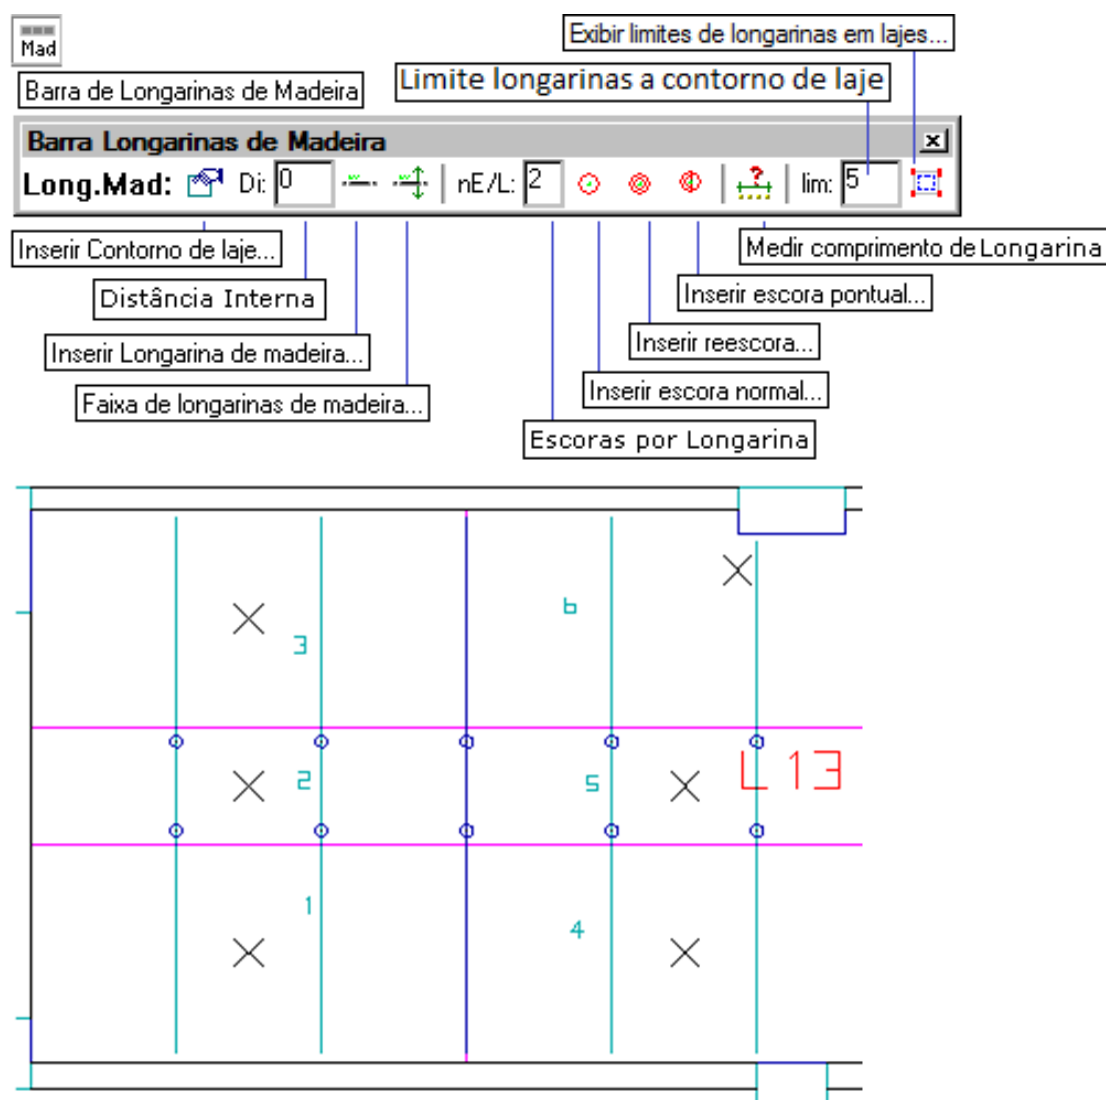 Mad
Exibir limites de longarinas em lajes...
Barra de Longarinas de Madeira
Limite longarinas a contorno de laje
Barra Longarinas de Madeira
Long.Mad:
Di: 0
nE/L: 2
lim: 5
Inserir Contorno de laje...
Medir comprimento de Longarina
Distância Interna
Inserir escora pontual...
Inserir Longarina de madeira...
Inserir reescora...
Faixa de longarinas de madeira...
Inserir escora normal...
Escoras por Longarina
6
3
2
5
L 13
1
4